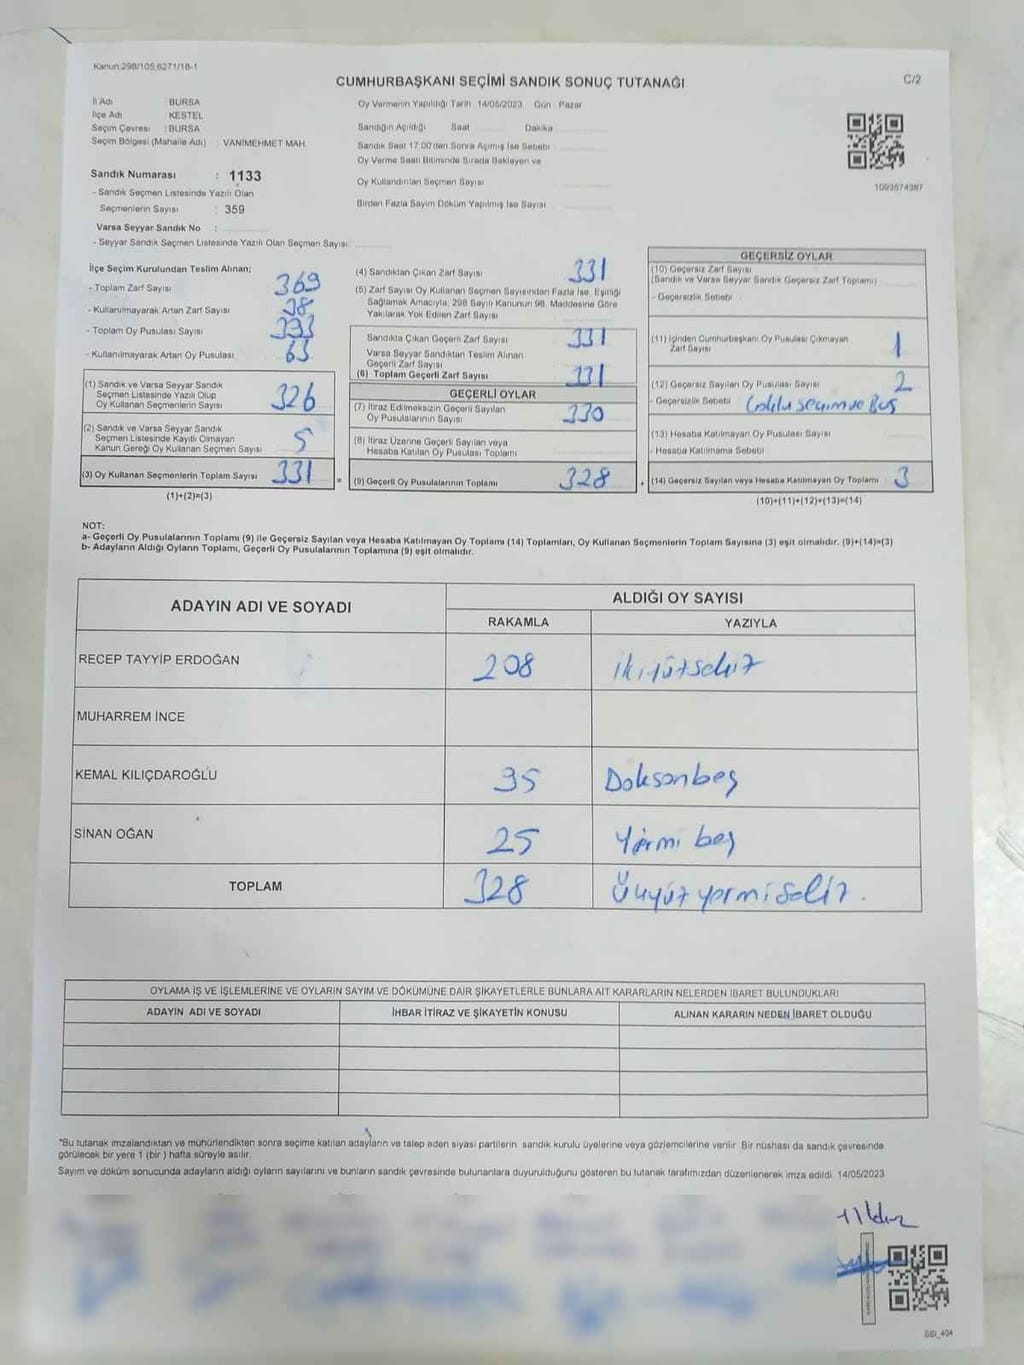 Kanun:298/105,6271/18-1
CUMHURBAŞKANI SEÇİMİ SANDIK SONUÇ TUTANAĞI
C/2
İl Adı : BURSA
İlçe Adı : KESTEL
Seçim Çevresi : BURSA
Seçim Bölgesi (Mahalle Adı) : VANİMEHMET MAH.
Oy Vermenin Yapıldığı Tarih 14/05/2023 Gün : Pazar
Sandığın Açıldığı Saat Dakika
Sandık Saat 17:00'den Sonra Açılmış İse Sebebi
Oy Verme Saati Bitiminde Sırada Bekleyen ve
Oy Kullandırılan Seçmen Sayısı
Birden Fazla Sayım Döküm Yapılmış İse Sayısı
1093674387
Sandık Numarası : 1133
- Sandık Seçmen Listesinde Yazılı Olan
Seçmenlerin Sayısı : 359
Varsa Seyyar Sandık No :
- Seyyar Sandık Seçmen Listesinde Yazılı Olan Seçmen Sayısı:
İlçe Seçim Kurulundan Teslim Alınan;
- Toplam Zarf Sayısı 369
- Kullanılmayarak Artan Zarf Sayısı 38
- Toplam Oy Pusulası Sayısı
- Kullanılmayarak Artan Oy Pusulası 63
(1) Sandık ve Varsa Seyyar Sandık
Seçmen Listesinde Yazılı Olup
Oy Kullanan Seçmenlerin Sayısı 326
(2) Sandık ve Varsa Seyyar Sandık
Seçmen Listesinde Kayıtlı Olmayan
Kanun Gereği Oy Kullanan Seçmen Sayısı 5
(3) Oy Kullanan Seçmenlerin Toplam Sayısı 331
(1)+(2)=(3)
(4) Sandıktan Çıkan Zarf Sayısı 331
(5) Zarf Sayısı Oy Kullanan Seçmen Sayısından Fazla İse, Eşitliği
Sağlamak Amacıyla, 298 Sayılı Kanunun 98. Maddesine Göre
Yakılarak Yok Edilen Zarf Sayısı
Sandıkta Çıkan Geçerli Zarf Sayısı 331
Varsa Seyyar Sandıktan Teslim Alınan
Geçerli Zarf Sayısı
(6) Toplam Geçerli Zarf Sayısı 331
GEÇERLİ OYLAR
(7) İtiraz Edilmeksizin Geçerli Sayılan
Oy Pusulalarının Sayısı 330
(8) İtiraz Üzerine Geçerli Sayılan veya
Hesaba Katılan Oy Pusulası Toplamı
(9) Geçerli Oy Pusulalarının Toplamı 328
GEÇERSİZ OYLAR
(10) Geçersiz Zarf Sayısı
(Sandık ve Varsa Seyyar Sandık Geçersiz Zarf Toplamı)
- Geçersizlik Sebebi
(11) İçinden Cumhurbaşkanı Oy Pusulası Çıkmayan
Zarf Sayısı 1
(12) Geçersiz Sayılan Oy Pusulası Sayısı 2
- Geçersizlik Sebebi
(13) Hesaba Katılmayan Oy Pusulası Sayısı
- Hesaba Katılmama Sebebi
(14) Geçersiz Sayılan veya Hesaba Katılmayan Oy Toplamı 3
(10)+(11)+(12)+(13)=(14)
NOT:
a- Geçerli Oy Pusulalarının Toplamı (9) ile Geçersiz Sayılan veya Hesaba Katılmayan Oy Toplamı (14) Toplamları, Oy Kullanan Seçmenlerin Toplam Sayısına (3) eşit olmalıdır. (9)+(14)=(3)
b- Adayların Aldığı Oyların Toplamı, Geçerli Oy Pusulalarının Toplamına (9) eşit olmalıdır.
ADAYIN ADI VE SOYADI
ALDIĞI OY SAYISI
RAKAMLA YAZIYLA
RECEP TAYYİP ERDOĞAN 208 ikiyüzsekiz
MUHARREM İNCE
KEMAL KILIÇDAROĞLU 95 Doksanbeş
SİNAN OĞAN 25 Yirmi beş
TOPLAM 328 Üçyüz yirmi sekiz.
OYLAMA İŞ VE İŞLEMLERİNE VE OYLARIN SAYIM VE DÖKÜMÜNE DAİR ŞİKAYETLERLE BUNLARA AİT KARARLARIN NELERDEN İBARET BULUNDUKLARI
ADAYIN ADI VE SOYADI İHBAR İTİRAZ VE ŞİKAYETİN KONUSU ALINAN KARARIN NEDEN İBARET OLDUĞU
*Bu tutanak imzalandıktan ve mühürlendikten sonra seçime katılan adayların ve talep eden siyasi partilerin sandık kurulu üyelerine veya gözlemcilerine verilir. Bir nüshası da sandık çevresinde
görülecek bir yere 1 (bir) hafta süreyle asılır.
Sayım ve döküm sonucunda adayların aldığı oyların sayılarını ve bunların sandık çevresinde bulunanlara duyurulduğunu gösteren bu tutanak tarafımızdan düzenlenerek imza edildi. 14/05/2023
SSI_404